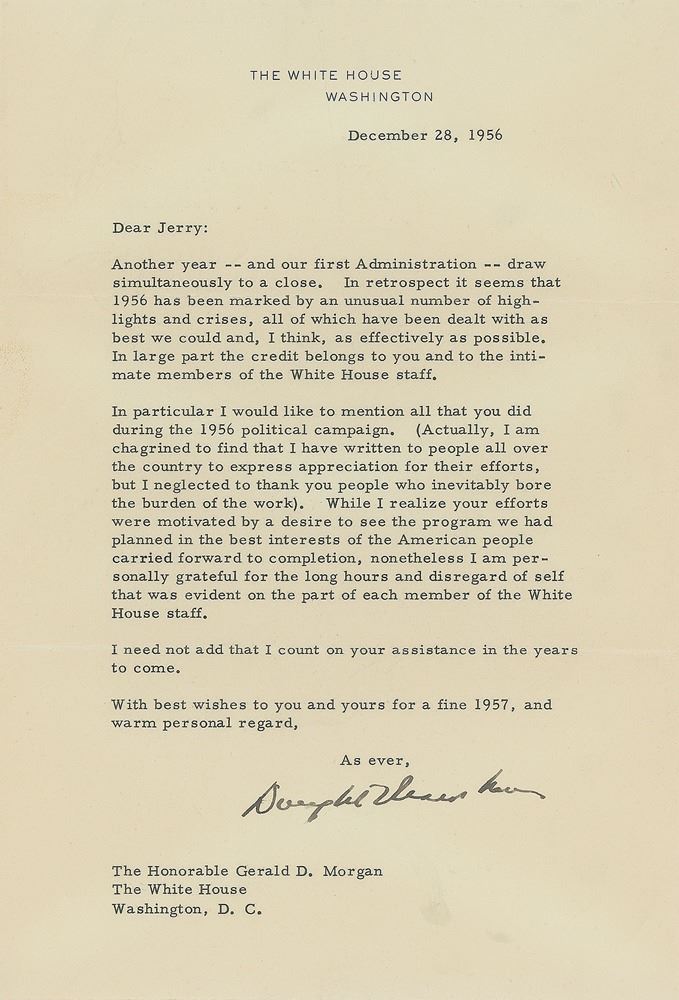 THE WHITE HOUSE
WASHINGTON
December 28, 1956
Dear Jerry:
Another year -- and our first Administration -- draw
simultaneously to a close. In retrospect it seems that
1956 has been marked by an unusual number of high-
lights and crises, all of which have been dealt with as
best we could and, I think, as effectively as possible.
In large part the credit belongs to you and to the inti-
mate members of the White House staff.
In particular I would like to mention all that you did
during the 1956 political campaign. (Actually, I am
chagrined to find that I have written to people all over
the country to express appreciation for their efforts,
but I neglected to thank you people who inevitably bore
the burden of the work). While I realize your efforts
were motivated by a desire to see the program we had
planned in the best interests of the American people
carried forward to completion, nonetheless I am per-
sonally grateful for the long hours and disregard of self
that was evident on the part of each member of the White
House staff.
I need not add that I count on your assistance in the years
to come.
With best wishes to you and yours for a fine 1957, and
warm personal regard,
As ever,
Dwight Eisenhower
The Honorable Gerald D. Morgan
The White House
Washington, D. C.